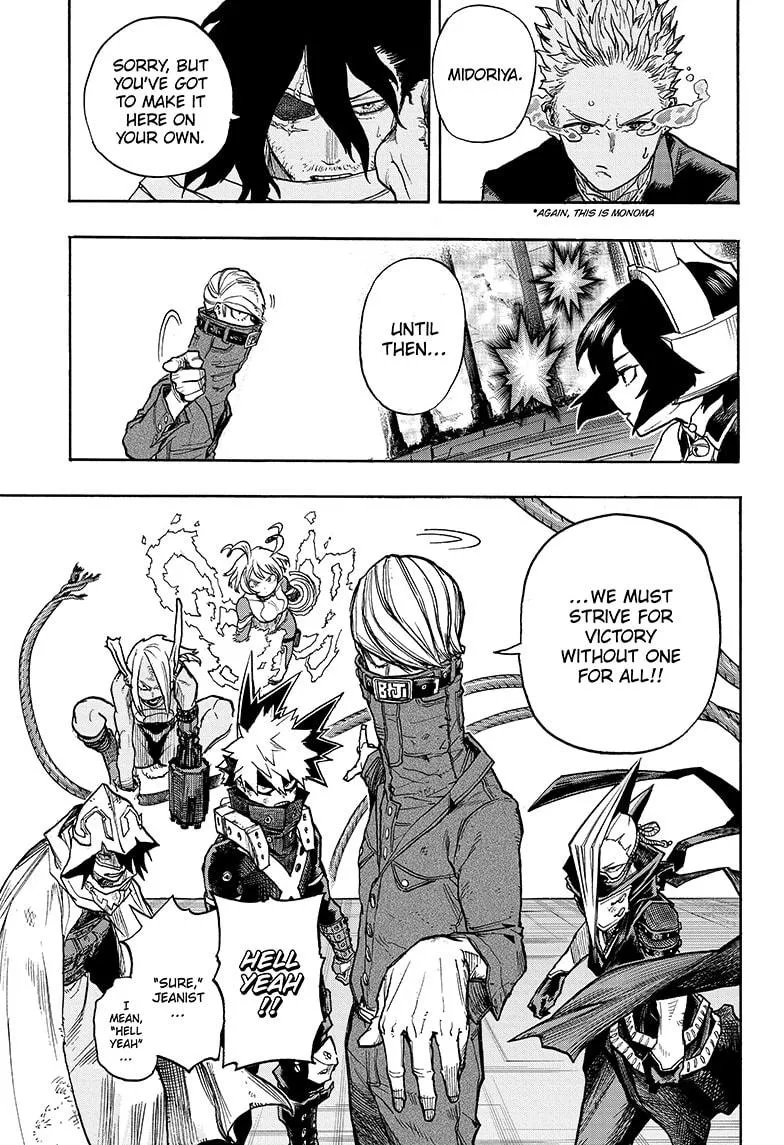 MIDORIYA.
*AGAIN, THIS IS MONOMA
SORRY, BUT
YOU'VE GOT
TO MAKE IT
HERE ON
YOUR OWN.
UNTIL
THEN...
...WE MUST
STRIVE FOR
VICTORY
WITHOUT ONE
FOR ALL!!
BJ
HELL
YEAH
!!
"SURE,"
JEANIST
...
I
MEAN,
"HELL
YEAH"
...